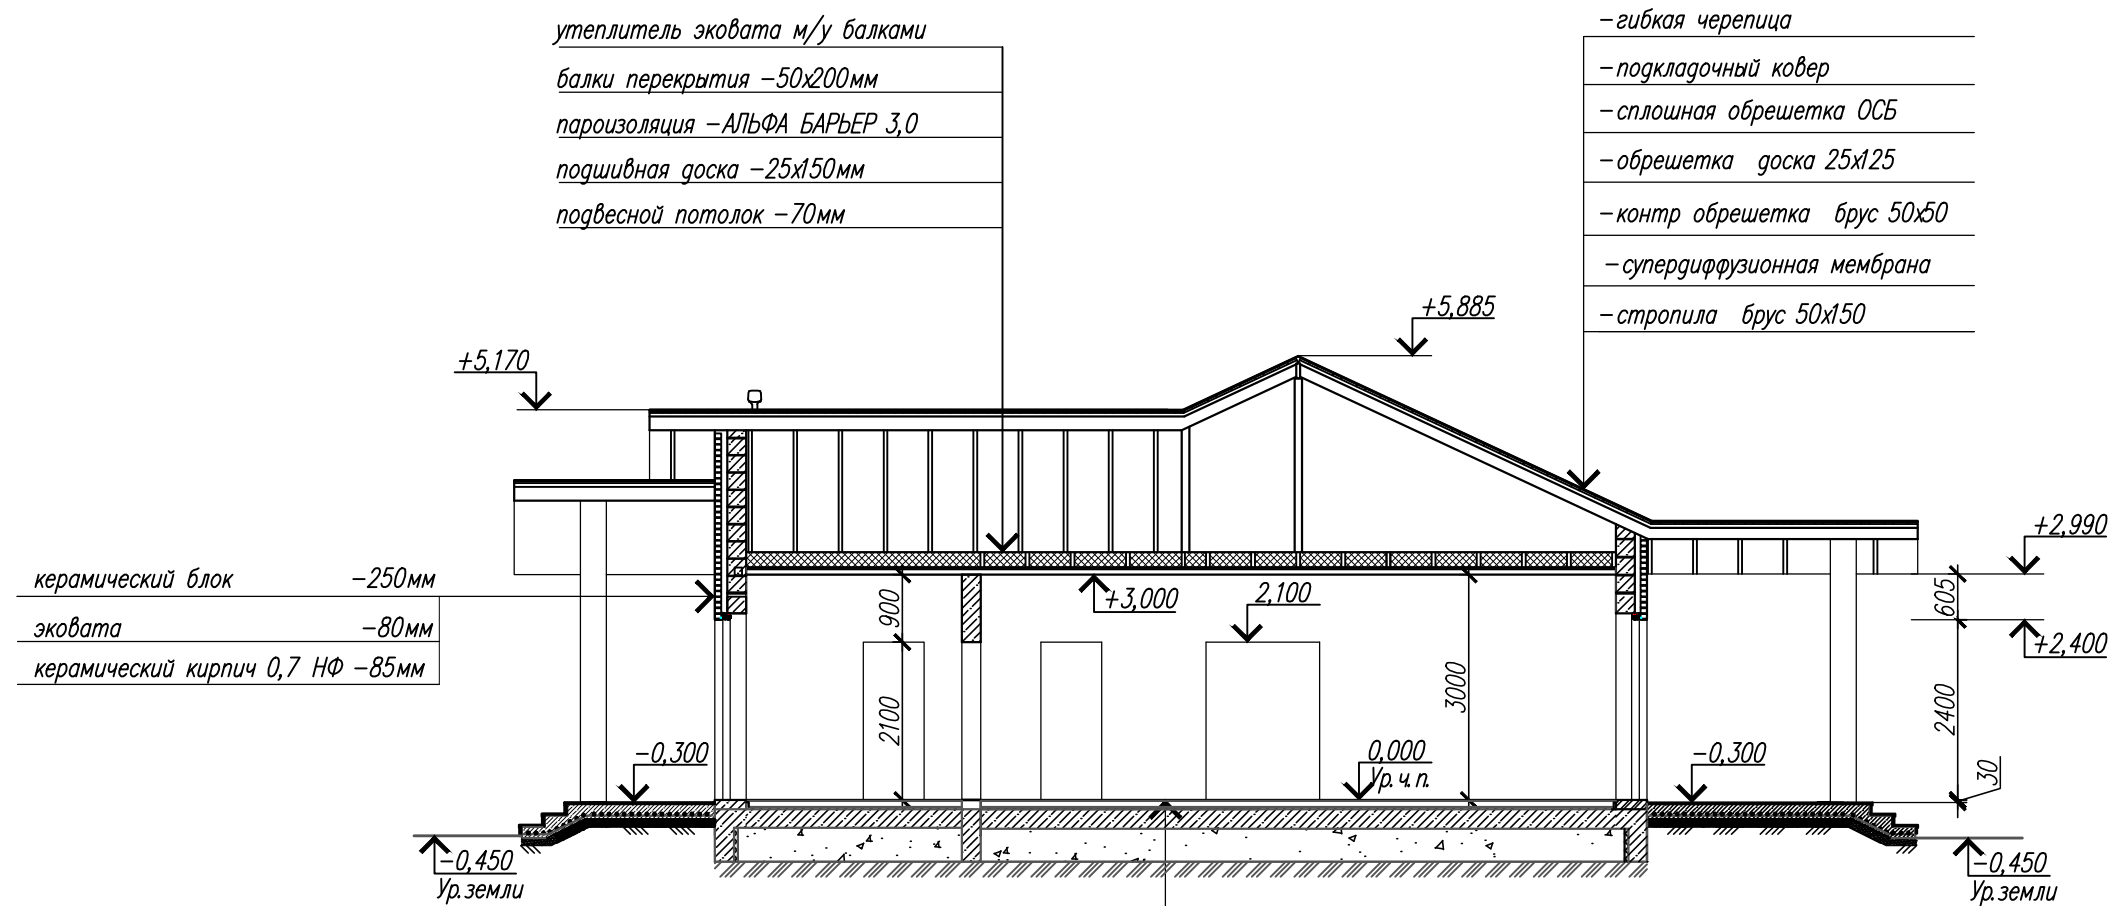 утеплитель эковата м/у балками
балки перекрытия -50х200мм
пароизоляция -АЛЬФА БАРЬЕР 3,0
подшивная доска -25х150мм
подвесной потолок -70мм
-гибкая черепица
-подкладочный ковер
-сплошная обрешетка ОСБ
-обрешетка доска 25х125
-контр обрешетка брус 50х50
-супердиффузионная мембрана
-стропила брус 50х150
+5,885
+5,170
+2,990
605
+2,400
2400
30
керамический блок -250мм
эковата -80мм
керамический кирпич 0,7 НФ -85мм
900
+3,000
2,100
2100
3000
0,000
Ур.ч.п.
-0,300
-0,300
-0,450
Ур.земли
-0,450
Ур.земли